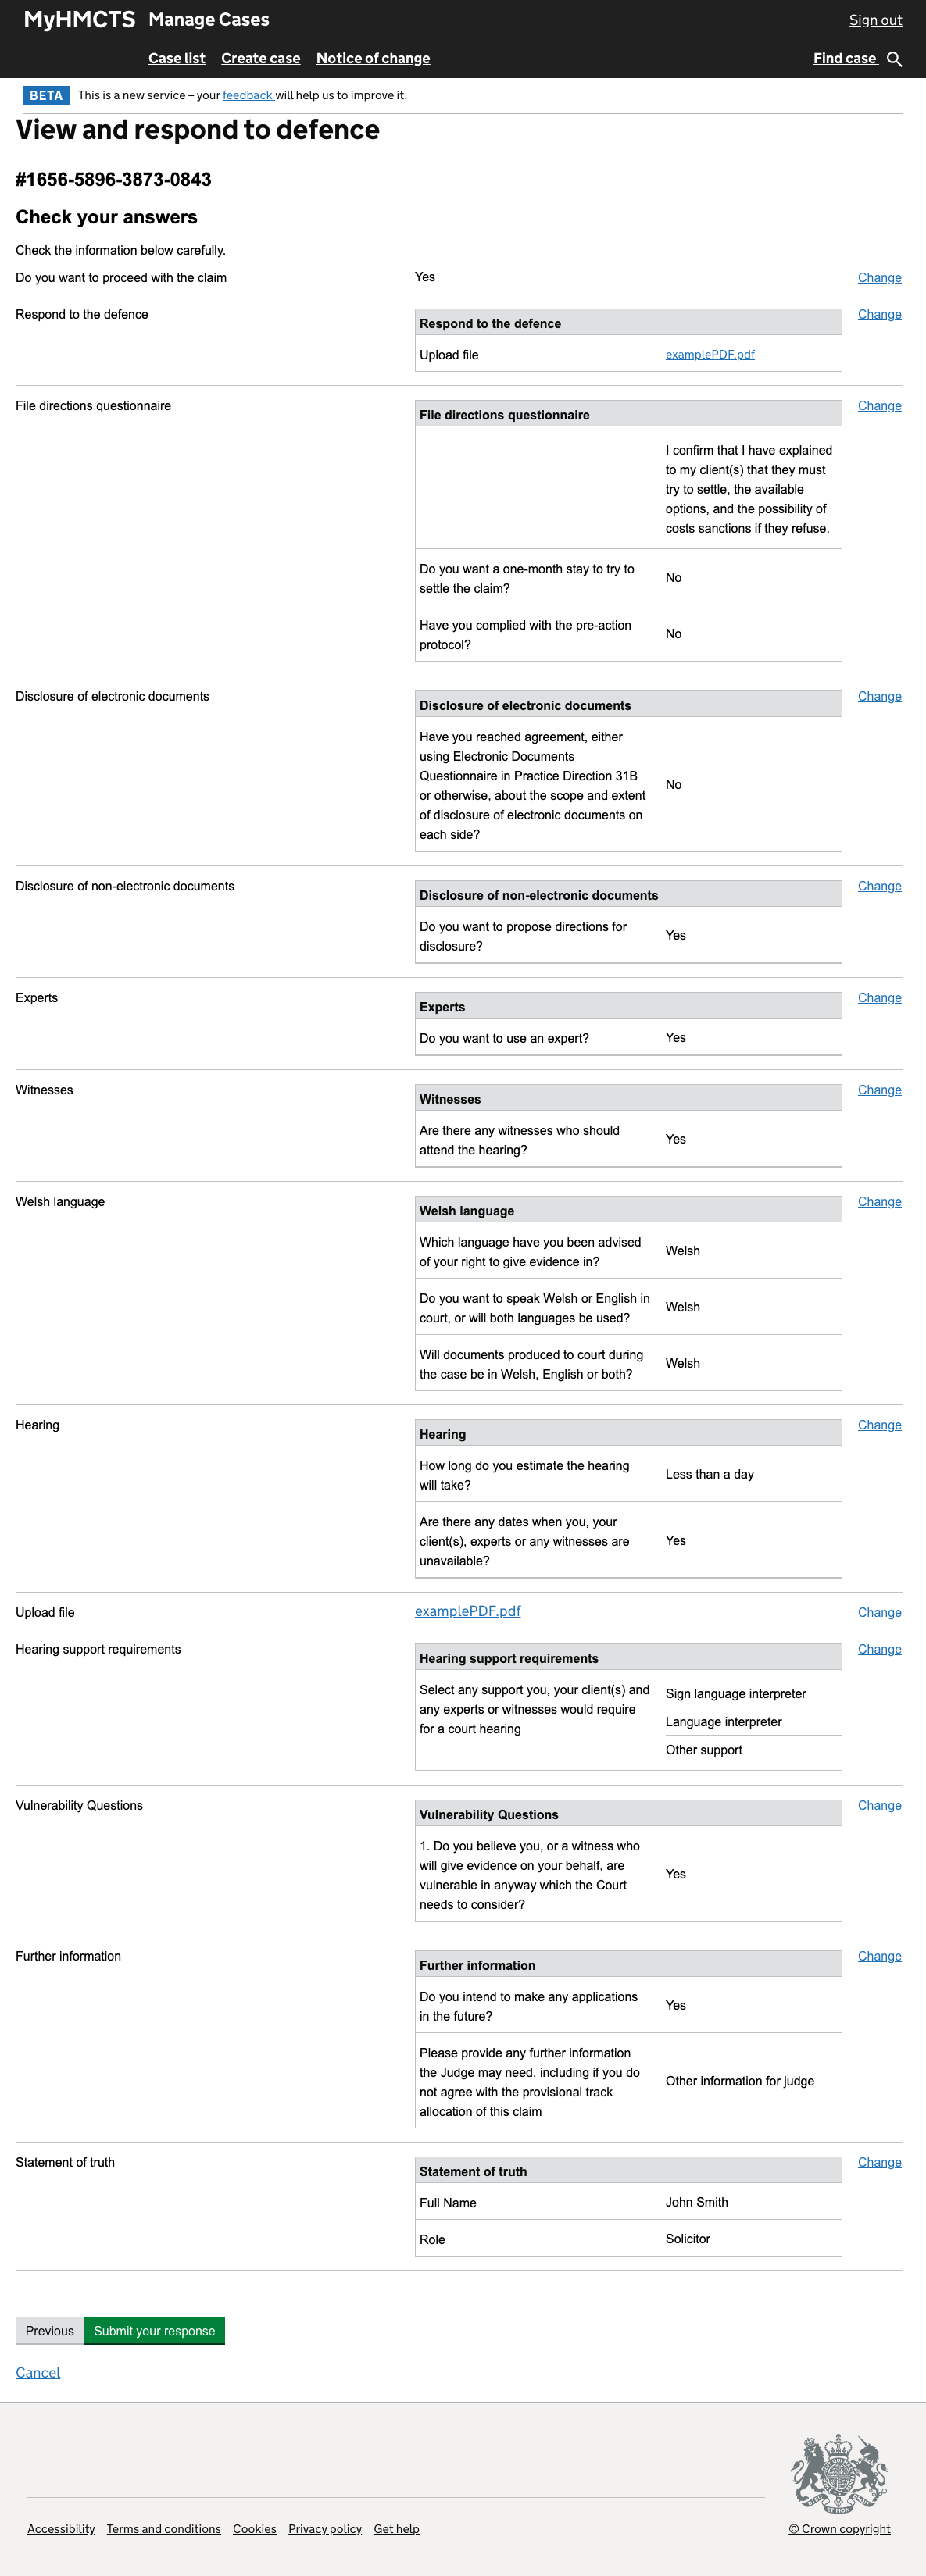 MyHMCTS Manage Cases Sign out
Case list Create case Notice of change Find case
BETA This is a new service – your feedback will help us to improve it.
View and respond to defence
#1656-5896-3873-0843
Check your answers
Check the information below carefully.
Do you want to proceed with the claim Yes Change
Respond to the defence Change
Respond to the defence
Upload file examplePDF.pdf
File directions questionnaire Change
File directions questionnaire
I confirm that I have explained
to my client(s) that they must
try to settle, the available
options, and the possibility of
costs sanctions if they refuse.
Do you want a one-month stay to try to
settle the claim?
No
Have you complied with the pre-action
protocol?
No
Disclosure of electronic documents Change
Disclosure of electronic documents
Have you reached agreement, either
using Electronic Documents
Questionnaire in Practice Direction 31B
or otherwise, about the scope and extent
of disclosure of electronic documents on
each side?
No
Disclosure of non-electronic documents Change
Disclosure of non-electronic documents
Do you want to propose directions for
disclosure?
Yes
Experts Change
Experts
Do you want to use an expert? Yes
Witnesses Change
Witnesses
Are there any witnesses who should
attend the hearing?
Yes
Welsh language Change
Welsh language
Which language have you been advised
of your right to give evidence in?
Welsh
Do you want to speak Welsh or English in
court, or will both languages be used?
Welsh
Will documents produced to court during
the case be in Welsh, English or both?
Welsh
Hearing Change
Hearing
How long do you estimate the hearing
will take?
Less than a day
Are there any dates when you, your
client(s), experts or any witnesses are
unavailable?
Yes
Upload file examplePDF.pdf Change
Hearing support requirements Change
Hearing support requirements
Select any support you, your client(s) and
any experts or witnesses would require
for a court hearing
Sign language interpreter
Language interpreter
Other support
Vulnerability Questions Change
Vulnerability Questions
1. Do you believe you, or a witness who
will give evidence on your behalf, are
vulnerable in anyway which the Court
needs to consider?
Yes
Further information Change
Further information
Do you intend to make any applications
in the future?
Yes
Please provide any further information
the Judge may need, including if you do
not agree with the provisional track
allocation of this claim
Other information for judge
Statement of truth Change
Statement of truth
Full Name John Smith
Role Solicitor
Previous Submit your response
Cancel
Accessibility Terms and conditions Cookies Privacy policy Get help © Crown copyright